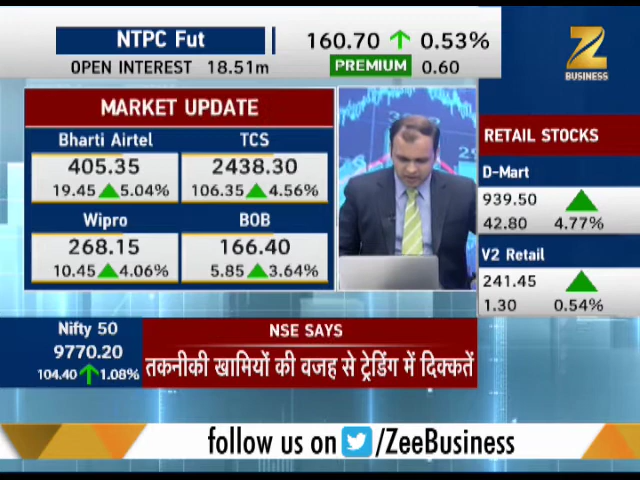 NTPC Fut
160.70 0.53%
OPEN INTEREST 18.51m
PREMIUM 0.60
Z
BUSINESS
MARKET UPDATE
Bharti Airtel
405.35
19.45 5.04%
TCS
2438.30
106.35 4.56%
Wipro
268.15
10.45 4.06%
BOB
166.40
5.85 3.64%
RETAIL STOCKS
D-Mart
939.50
42.80 4.77%
V2 Retail
241.45
1.30 0.54%
Nifty 50
9770.20
104.40 1.08%
NSE SAYS
तकनीकी खामियों की वजह से ट्रेडिंग में दिक्कतें
follow us on /ZeeBusiness